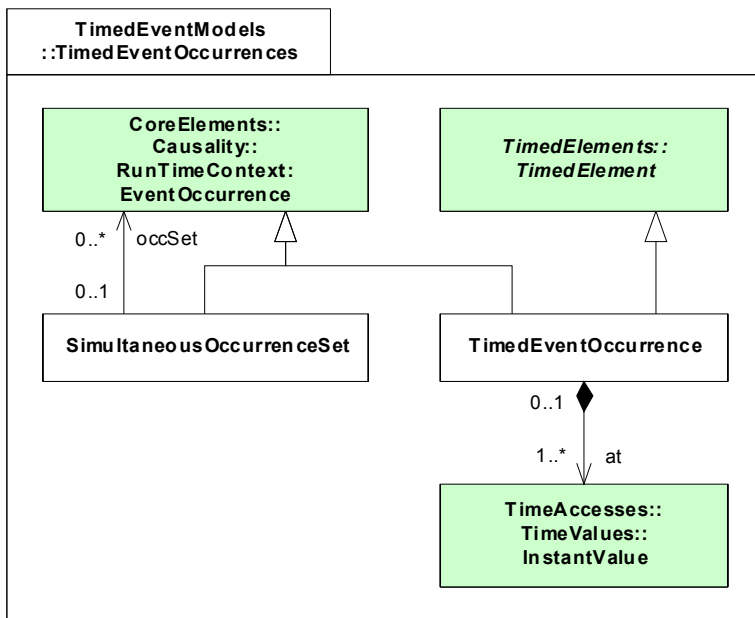 TimedEventModels
::TimedEventOccurrences
CoreElements::
Causality::
RunTimeContext:
EventOccurrence
TimedElements::
TimedElement
0..*
occSet
0..1
SimultaneousOccurrenceSet
TimedEventOccurrence
0..1
1..*
at
TimeAccesses::
TimeValues::
InstantValue